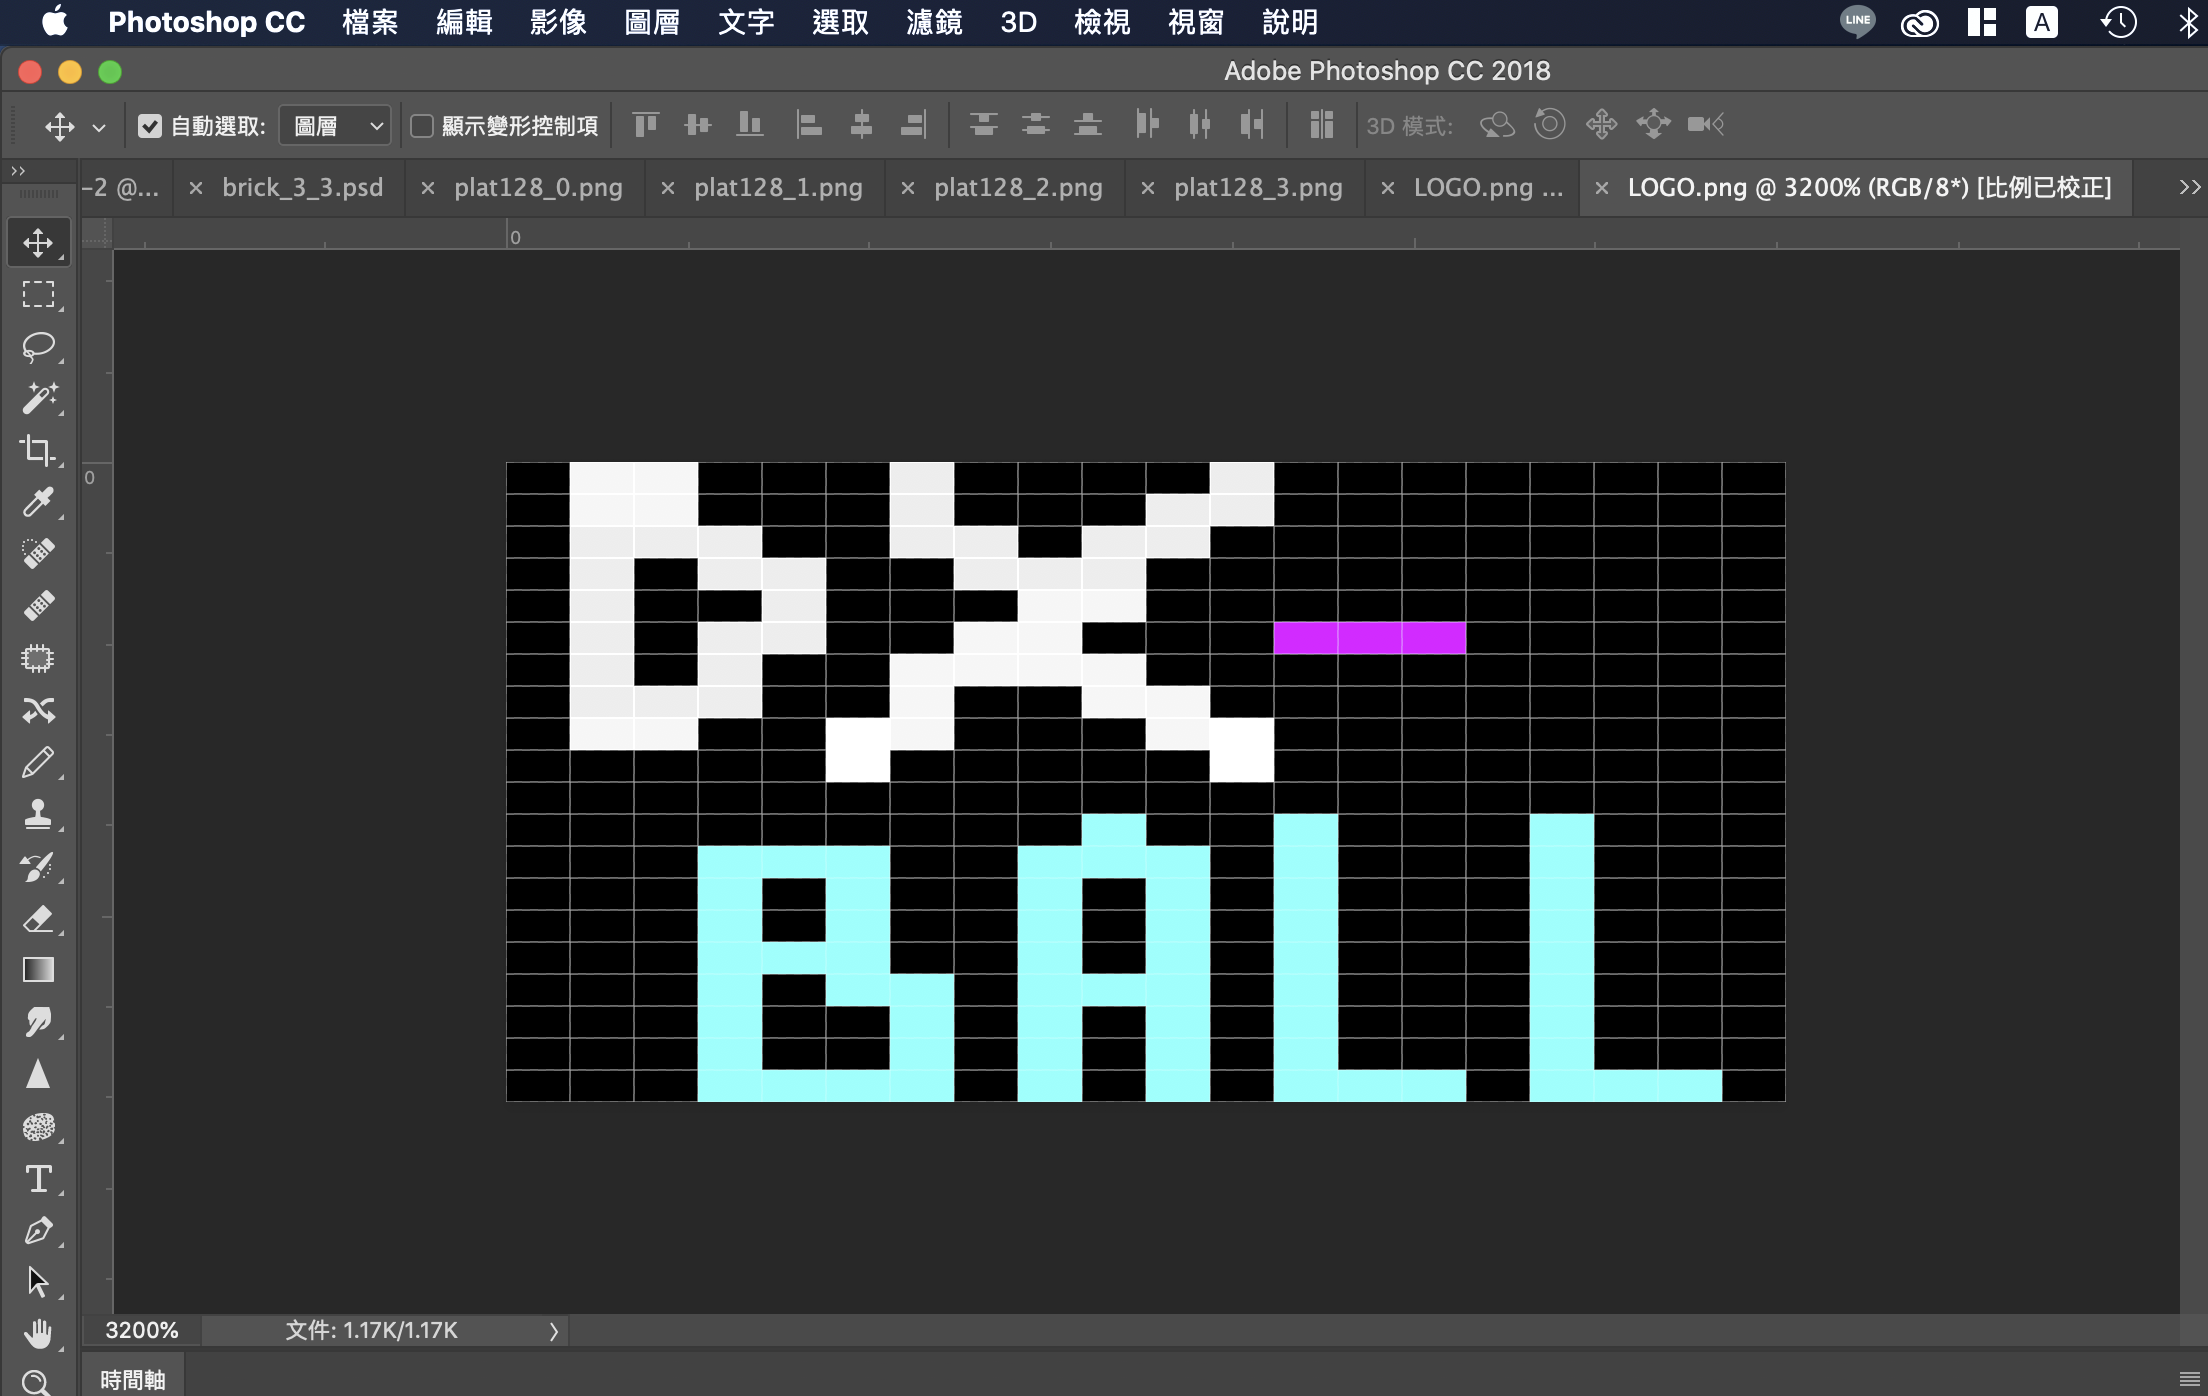 Photoshop CC 檔案 編輯 影像 圖層 文字 選取 濾鏡 3D 檢視 視窗 說明 LINE A
Adobe Photoshop CC 2018
自動選取: 圖層 顯示變形控制項 3D 模式:
-2 @... × brick_3_3.psd × plat128_0.png × plat128_1.png × plat128_2.png × plat128_3.png × LOGO.png ... × LOGO.png @ 3200% (RGB/8*) [比例已校正]
0
0
DX-
BALL
3200% 文件: 1.17K/1.17K
時間軸